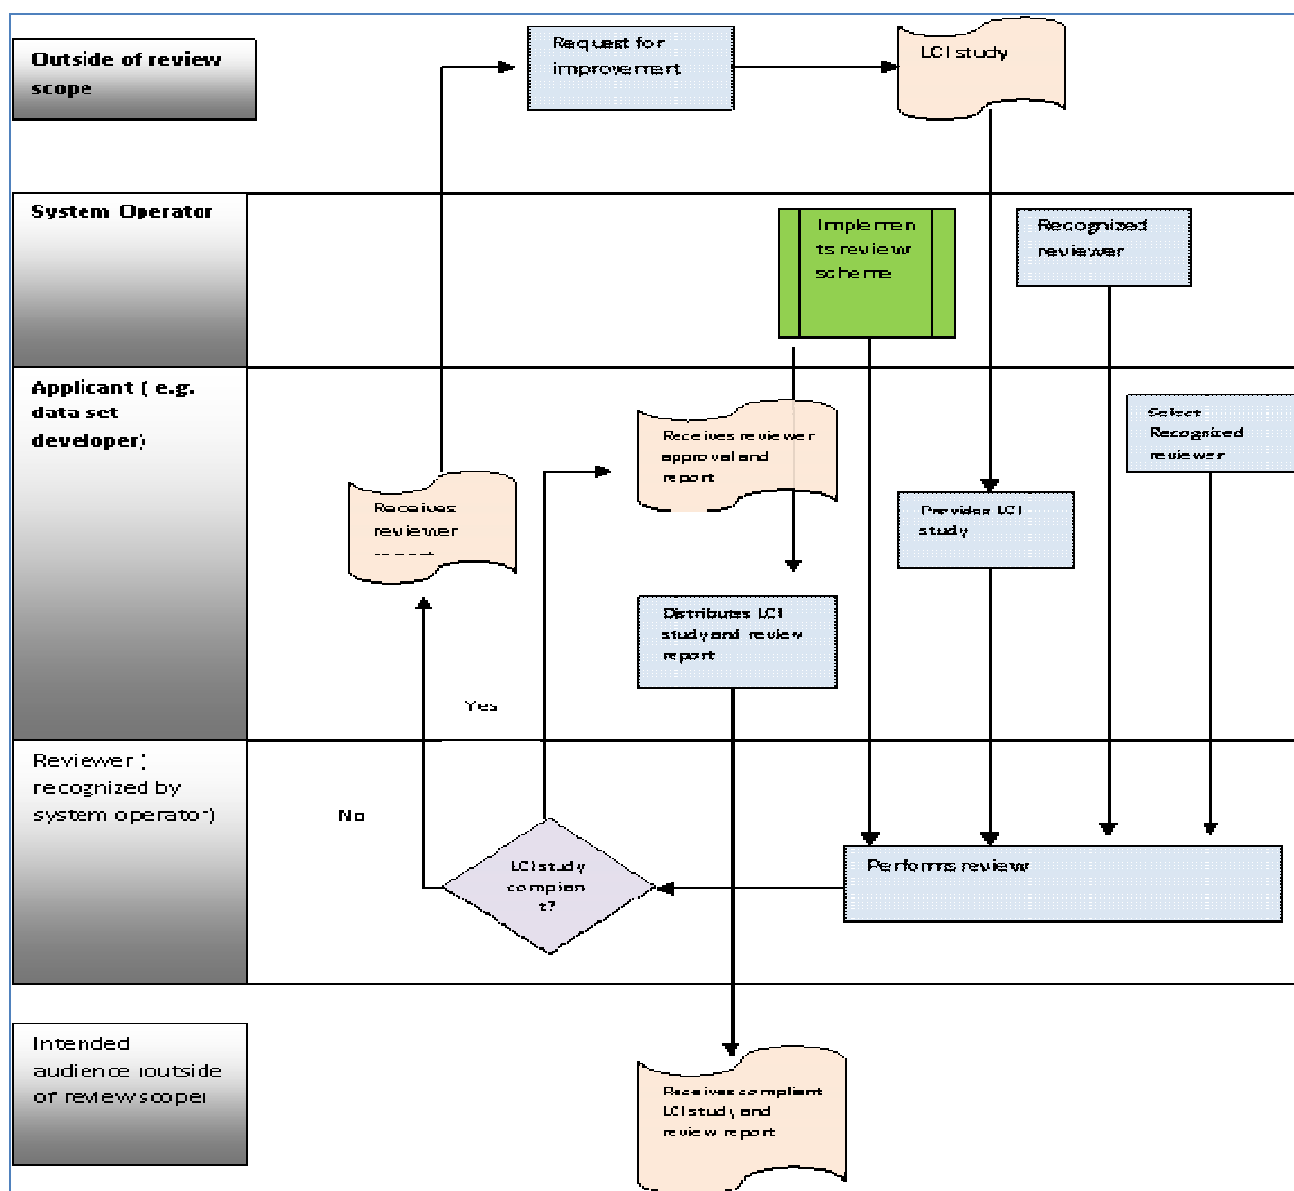 Outside of review
scope
Request for
improvement
LCI study
System Operator
Implemen
ts review
scheme
Recognized
reviewer
Applicant ( e.g.
data set
developer)
Receives reviewer
approval and
report
Select
Recognized
reviewer
Receives
reviewer
Provides LCI
study
Distributes LCI
study and review
report
Yes
Reviewer (
recognized by
system operator)
No
LCI study
complian
t?
Performs review
Intended
audience (outside
of review scope)
Receives compliant
LCI study and
review report